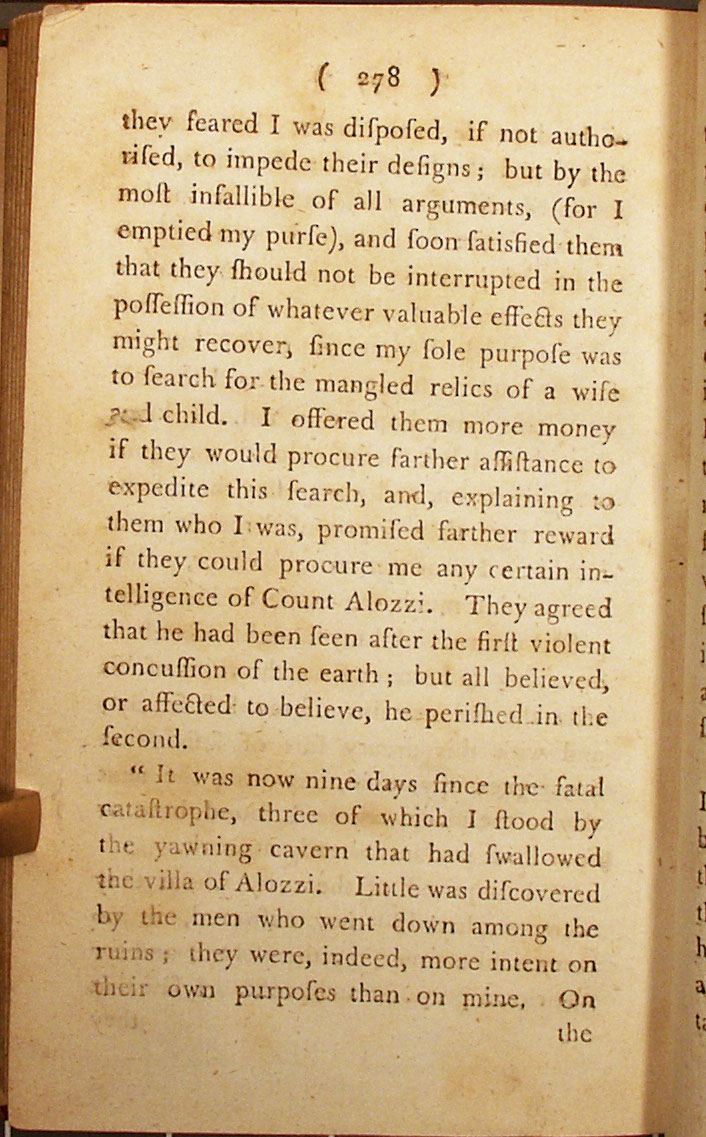 ( 278 )
they feared I was diſpoſed, if not autho-
riſed, to impede their deſigns ; but by the
moſt infallible of all arguments, (for I
emptied my purſe), and ſoon ſatisfied them
that they ſhould not be interrupted in the
poſſeſſion of whatever valuable effects they
might recover, ſince my ſole purpoſe was
to ſearch for the mangled relics of a wife
and child. I offered them more money
if they would procure farther aſſiſtance to
expedite this ſearch, and, explaining to
them who I was, promiſed farther reward
if they could procure me any certain in-
telligence of Count Alozzi. They agreed
that he had been ſeen after the firſt violent
concuſſion of the earth ; but all believed,
or affected to believe, he periſhed in the
ſecond.
“ It was now nine days ſince the fatal
cataſtrophe, three of which I ſtood by
the yawning cavern that had ſwallowed
the villa of Alozzi. Little was diſcovered
by the men who went down among the
ruins ; they were, indeed, more intent on
their own purpoſes than on mine. On
the